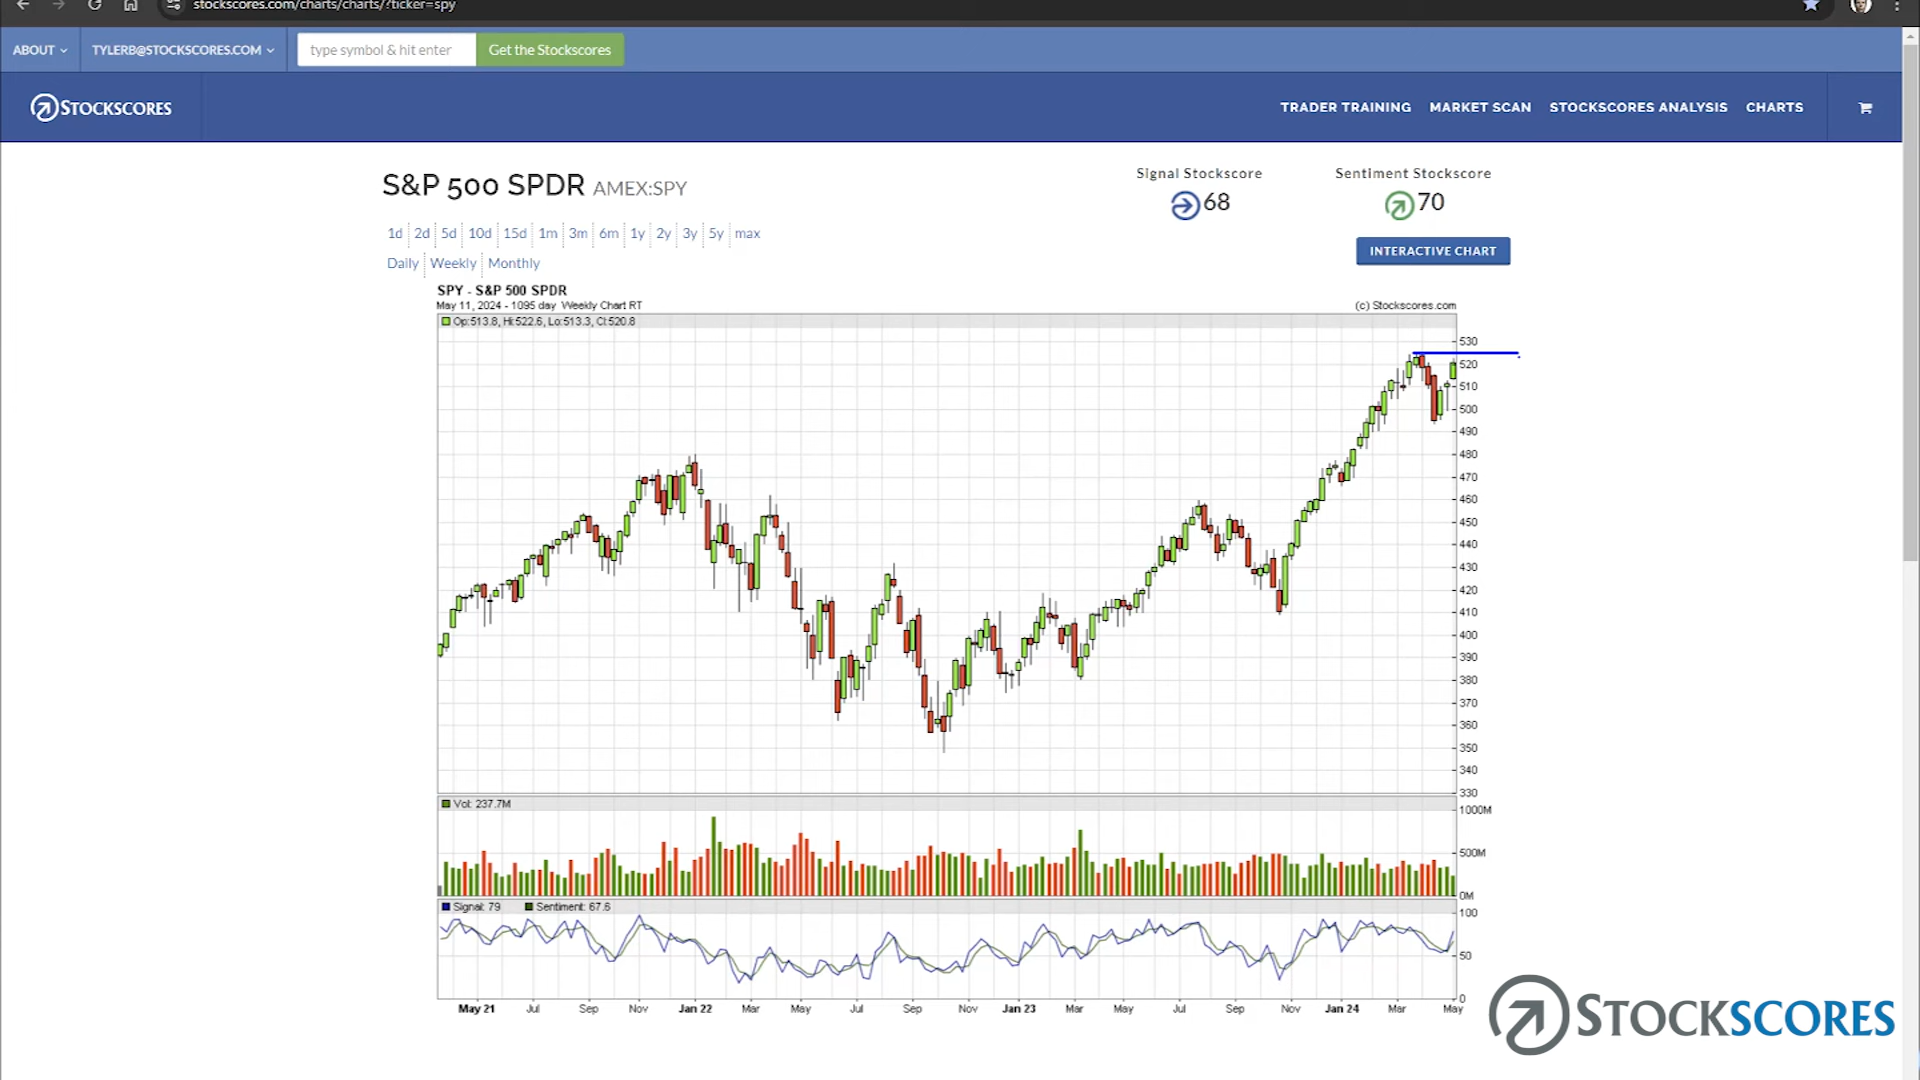 stockscores.com/charts/charts/?ticker=spy
ABOUT TYLERB@STOCKSCORES.COM type symbol & hit enter Get the Stockscores
STOCKSCORES TRADER TRAINING MARKET SCAN STOCKSCORES ANALYSIS CHARTS
S&P 500 SPDR AMEX:SPY
Signal Stockscore Sentiment Stockscore
68 70
1d 2d 5d 10d 15d 1m 3m 6m 1y 2y 3y 5y max
INTERACTIVE CHART
Daily Weekly Monthly
SPY - S&P 500 SPDR
May 11, 2024 - 1095 day Weekly Chart RT (c) Stockscores.com
Op:513.8, Hi:522.6, Lo:513.3, Cl:520.8
530
520
510
500
490
480
470
460
450
440
430
420
410
400
390
380
370
360
350
340
330
Vol: 237.7M
1000M
500M
0M
Signal: 79 Sentiment: 67.6
100
50
0
May 21 Jul Sep Nov Jan 22 Mar May Jul Sep Nov Jan 23 Mar May Jul Sep Nov Jan 24 Mar May
STOCKSCORES